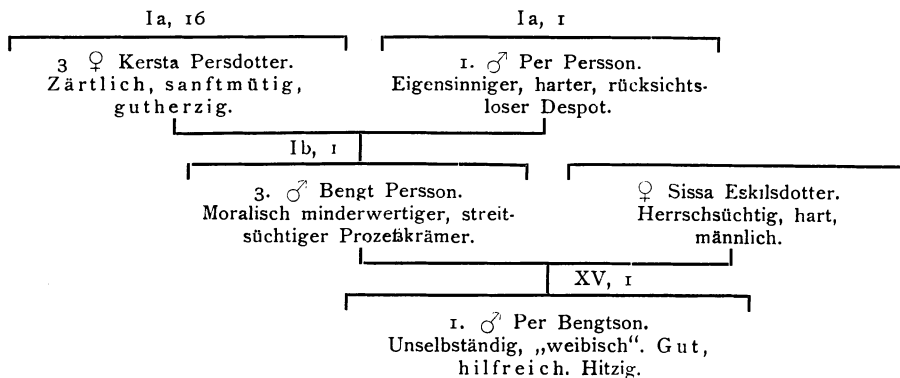 Ia, 16
Ia, 1
3 ♀ Kersta Persdotter.
Zärtlich, sanftmütig,
gutherzig.
1. ♂ Per Persson.
Eigensinniger, harter, rücksichts-
loser Despot.
Ib, 1
3. ♂ Bengt Persson.
Moralisch minderwertiger, streit-
süchtiger Prozeßkrämer.
♀ Sissa Eskilsdotter.
Herrschsüchtig, hart,
männlich.
XV, 1
1. ♂ Per Bengtson.
Unselbständig, „weibisch“. Gut,
hilfreich. Hitzig.